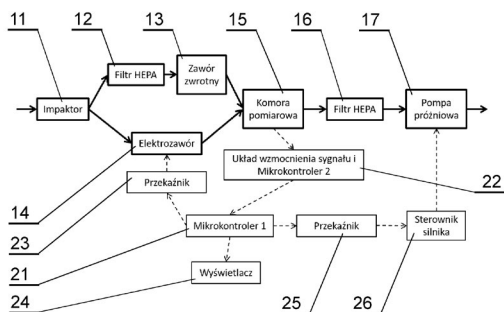 11
12
13
15
16
17
Impaktor
Filtr HEPA
Zawór
zwrotny
Komora
pomiarowa
Filtr HEPA
Pompa
próżniowa
Elektrozawór
Układ wzmocnienia sygnału i
Mikrokontroler 2
22
14
Przekaźnik
23
Mikrokontroler 1
Przekaźnik
Sterownik
silnika
21
Wyświetlacz
24
25
26